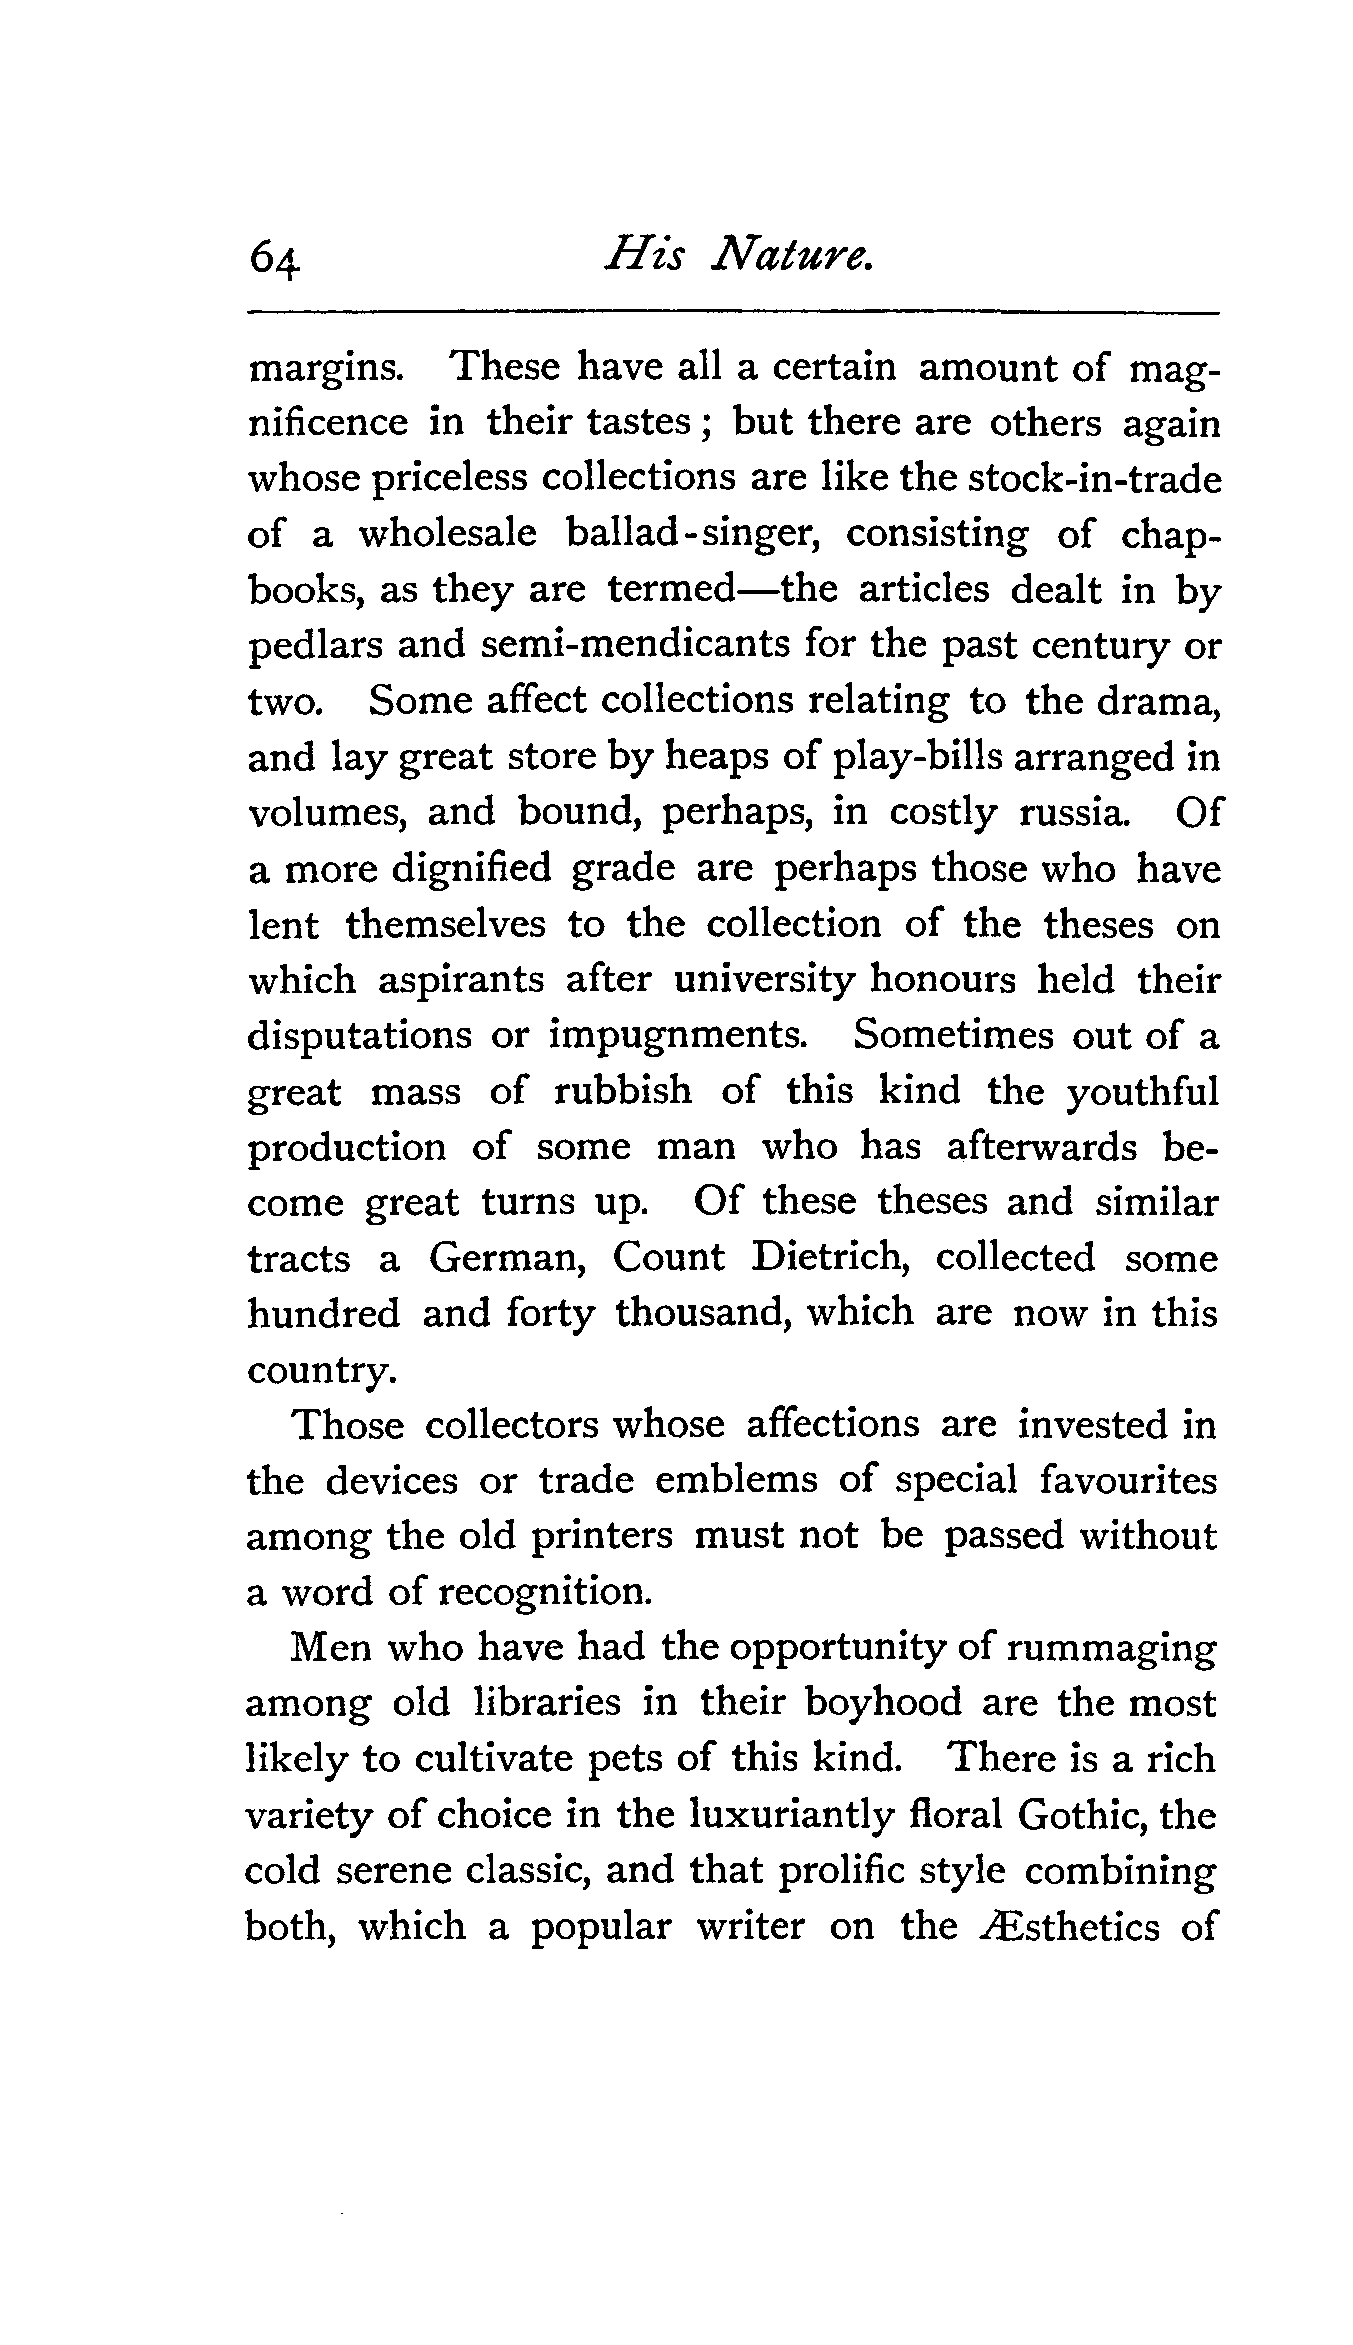 64 His Nature.
margins. These have all a certain amount of mag-
nificence in their tastes ; but there are others again
whose priceless collections are like the stock-in-trade
of a wholesale ballad-singer, consisting of chap-
books, as they are termed—the articles dealt in by
pedlars and semi-mendicants for the past century or
two. Some affect collections relating to the drama,
and lay great store by heaps of play-bills arranged in
volumes, and bound, perhaps, in costly russia. Of
a more dignified grade are perhaps those who have
lent themselves to the collection of the theses on
which aspirants after university honours held their
disputations or impugnments. Sometimes out of a
great mass of rubbish of this kind the youthful
production of some man who has afterwards be-
come great turns up. Of these theses and similar
tracts a German, Count Dietrich, collected some
hundred and forty thousand, which are now in this
country.
Those collectors whose affections are invested in
the devices or trade emblems of special favourites
among the old printers must not be passed without
a word of recognition.
Men who have had the opportunity of rummaging
among old libraries in their boyhood are the most
likely to cultivate pets of this kind. There is a rich
variety of choice in the luxuriantly floral Gothic, the
cold serene classic, and that prolific style combining
both, which a popular writer on the Æsthetics of